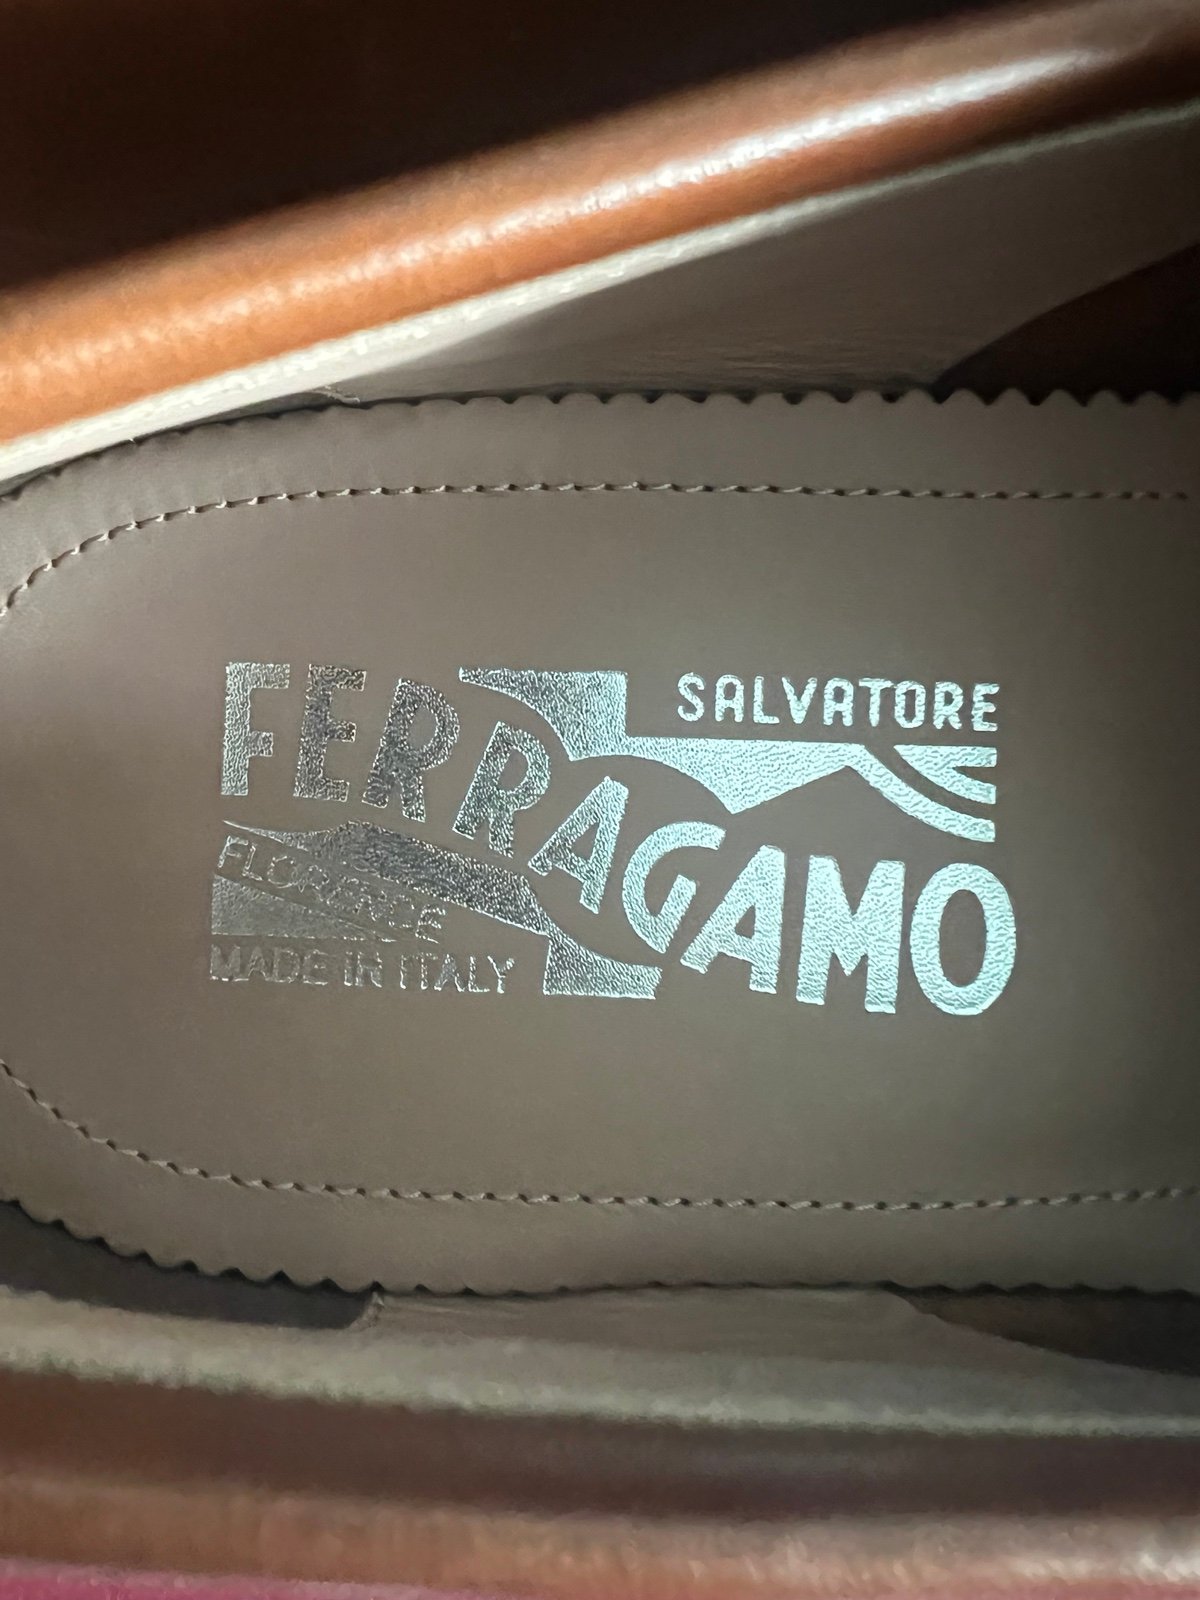 SALVATORE
FERRAGAMO
FLORENCE
MADE IN ITALY